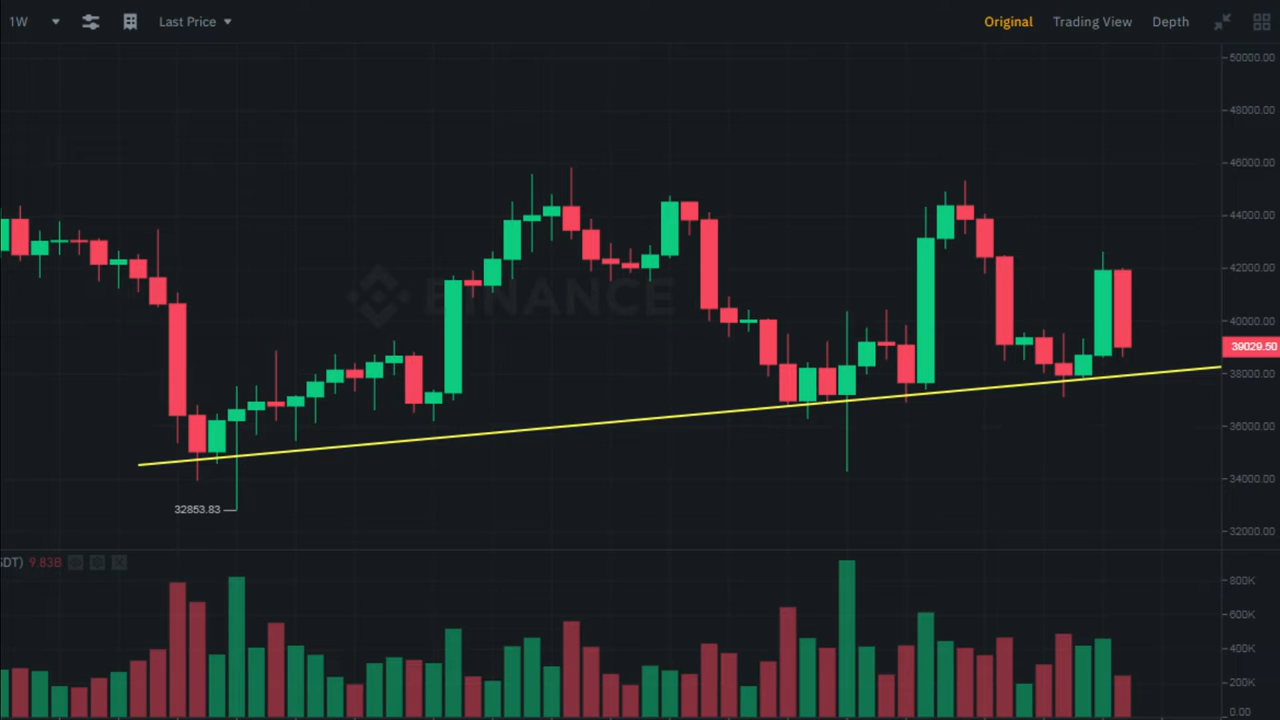 1W Last Price Original Trading View Depth
50000.00
48000.00
46000.00
44000.00
42000.00
BINANCE
40000.00
39029.50
38000.00
36000.00
34000.00
32853.83
32000.00
SDT) 9.83B
800K
600K
400K
200K
0.00